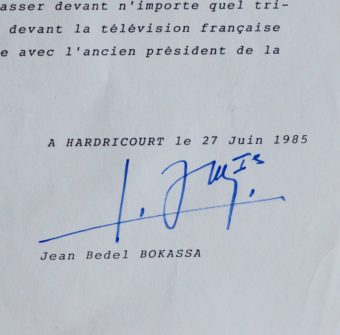 asser devant n'importe quel tri-
devant la télévision française
e avec l'ancien président de la
A HARDRICOURT le 27 Juin 1985
Jean Bedel BOKASSA